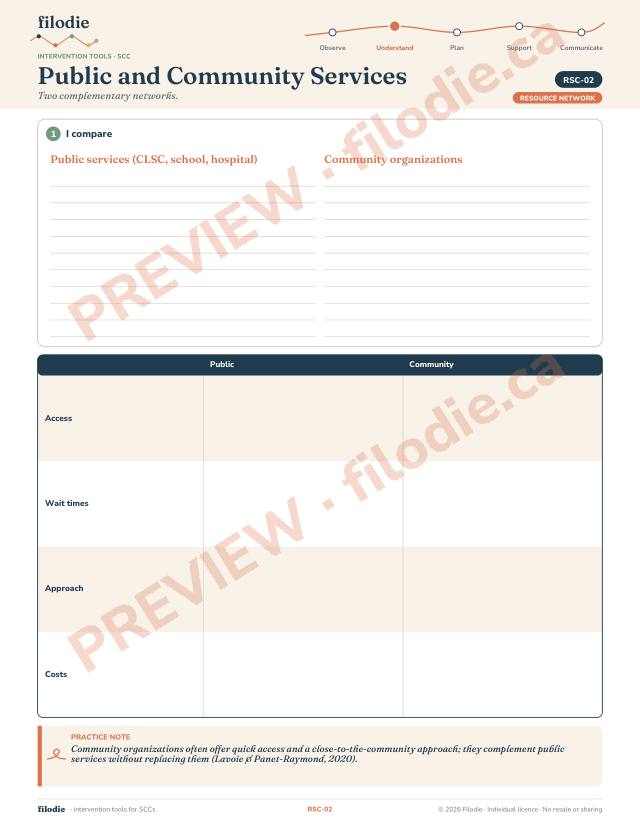 filodie
Observe Understand Plan Support Communicate
INTERVENTION TOOLS · SCC
Public and Community Services
RSC-02
Two complementary networks.
RESOURCE NETWORK
1 I compare
Public services (CLSC, school, hospital) Community organizations
PREVIEW · filodie.ca
Public Community
Access
Wait times
Approach
Costs
PREVIEW · filodie.ca
PRACTICE NOTE
Community organizations often offer quick access and a close-to-the-community approach; they complement public
services without replacing them (Lavoie & Panet-Raymond, 2020).
filodie · intervention tools for SCCs RSC-02 © 2026 Filodie · Individual licence · No resale or sharing